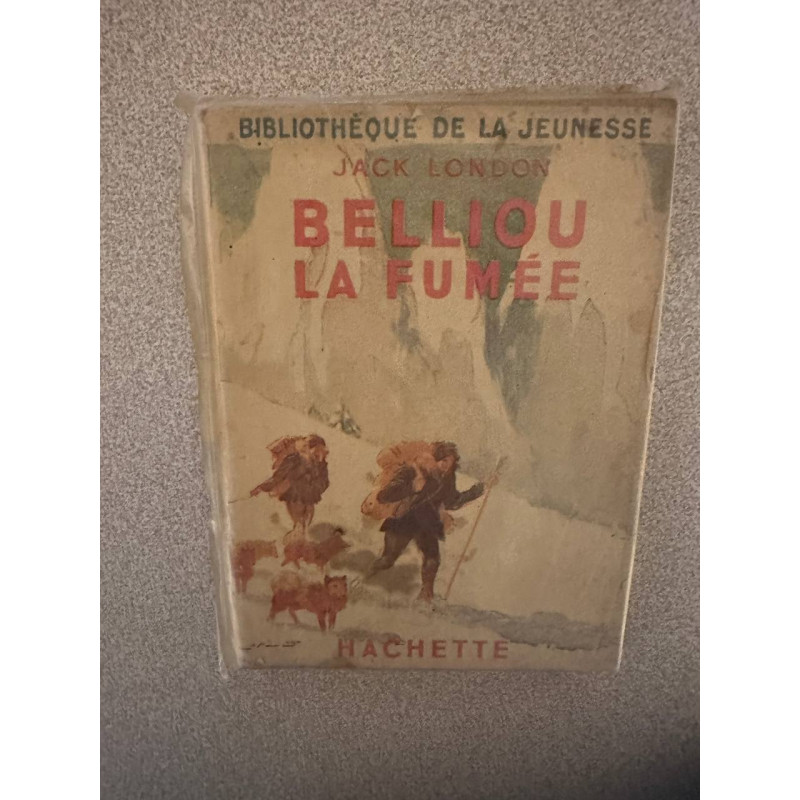 BIBLIOTHÈQUE DE LA JEUNESSE
JACK LONDON
BELLIOU
LA FUMÉE
HACHETTE